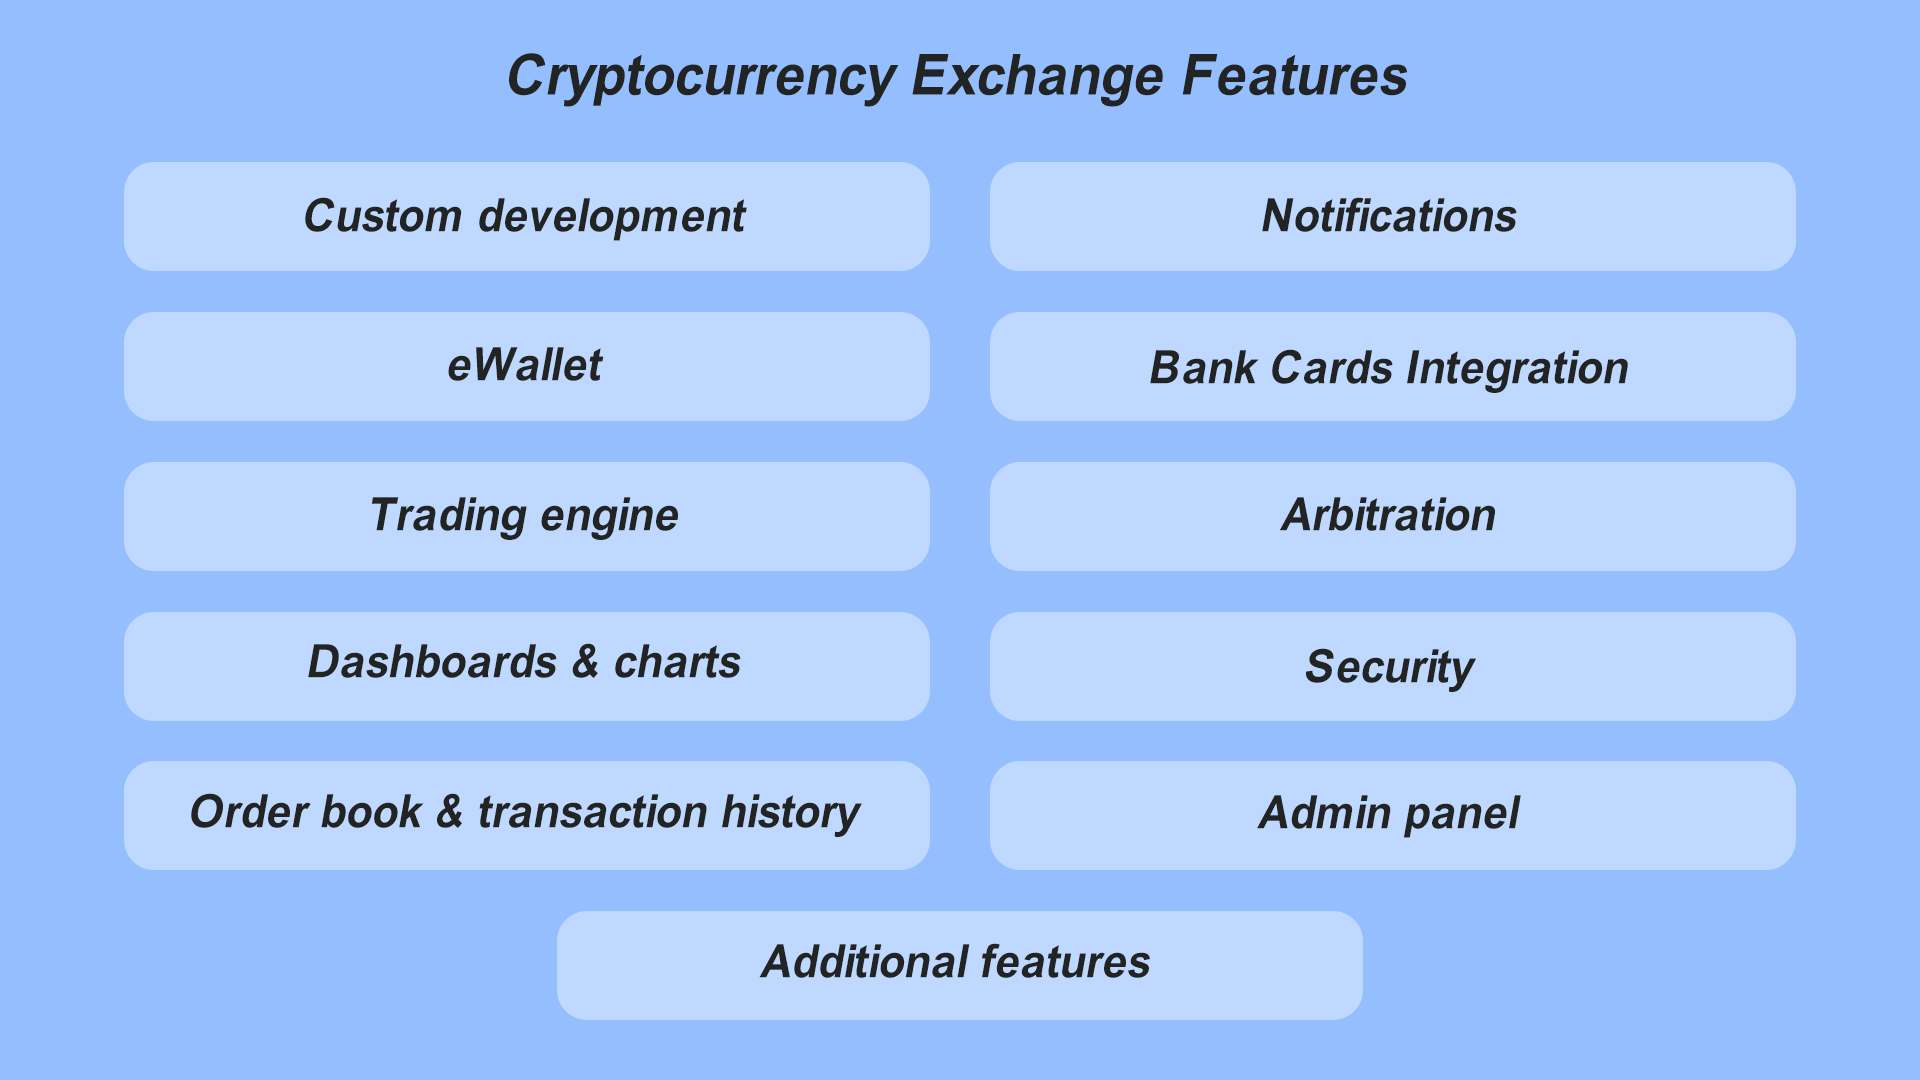 Cryptocurrency Exchange Features
Custom development
Notifications
eWallet
Bank Cards Integration
Trading engine
Arbitration
Dashboards & charts
Security
Order book & transaction history
Admin panel
Additional features